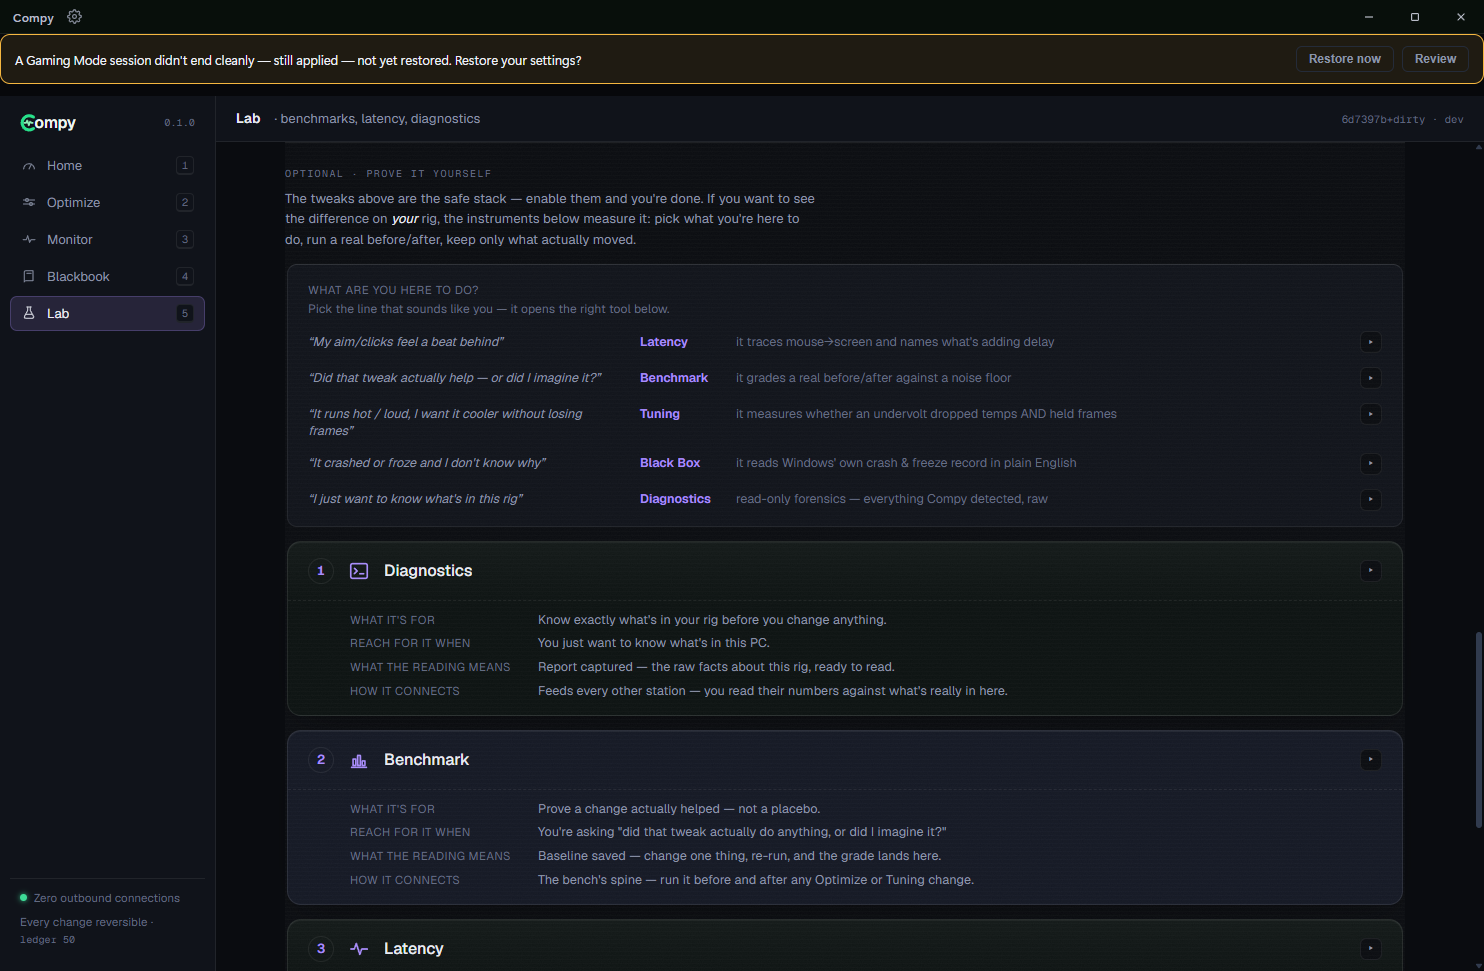 Compy
A Gaming Mode session didn't end cleanly — still applied — not yet restored. Restore your settings?
Restore now
Review
Compy
0.1.0
Home
1
Optimize
2
Monitor
3
Blackbook
4
Lab
5
Zero outbound connections
Every change reversible ·
ledger 50
Lab · benchmarks, latency, diagnostics
6d7397b+dirty · dev
OPTIONAL · PROVE IT YOURSELF
The tweaks above are the safe stack — enable them and you're done. If you want to see
the difference on your rig, the instruments below measure it: pick what you're here to
do, run a real before/after, keep only what actually moved.
WHAT ARE YOU HERE TO DO?
Pick the line that sounds like you — it opens the right tool below.
“My aim/clicks feel a beat behind” Latency it traces mouse→screen and names what's adding delay
“Did that tweak actually help — or did I imagine it?” Benchmark it grades a real before/after against a noise floor
“It runs hot / loud, I want it cooler without losing Tuning it measures whether an undervolt dropped temps AND held frames
frames”
“It crashed or froze and I don't know why” Black Box it reads Windows' own crash & freeze record in plain English
“I just want to know what's in this rig” Diagnostics read-only forensics — everything Compy detected, raw
1 Diagnostics
WHAT IT'S FOR Know exactly what's in your rig before you change anything.
REACH FOR IT WHEN You just want to know what's in this PC.
WHAT THE READING MEANS Report captured — the raw facts about this rig, ready to read.
HOW IT CONNECTS Feeds every other station — you read their numbers against what's really in here.
2 Benchmark
WHAT IT'S FOR Prove a change actually helped — not a placebo.
REACH FOR IT WHEN You're asking "did that tweak actually do anything, or did I imagine it?"
WHAT THE READING MEANS Baseline saved — change one thing, re-run, and the grade lands here.
HOW IT CONNECTS The bench's spine — run it before and after any Optimize or Tuning change.
3 Latency